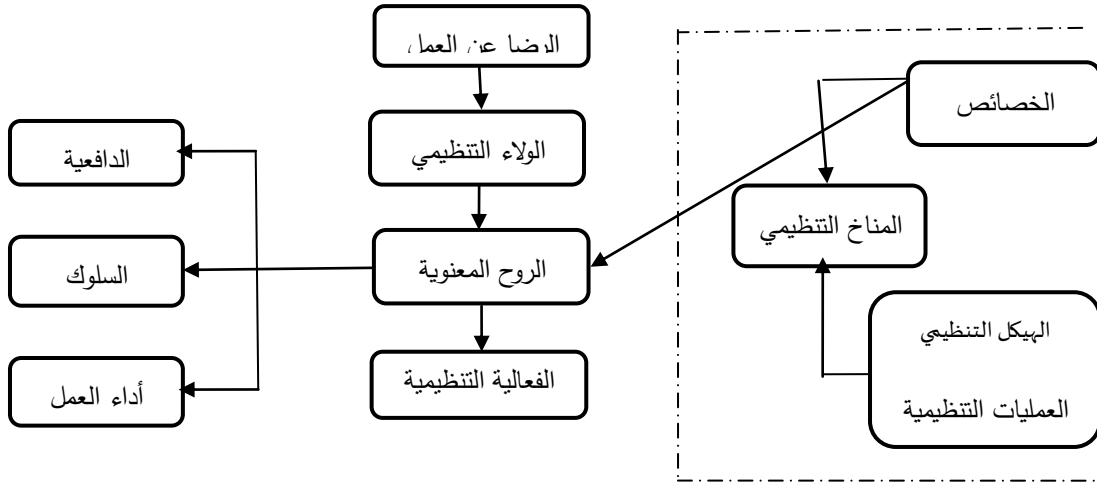 الرضا عن العمل
الخصائص
الولاء التنظيمي
الدافعية
المناخ التنظيمي
الروح المعنوية
السلوك
الهيكل التنظيمي
العمليات التنظيمية
الفعالية التنظيمية
أداء العمل